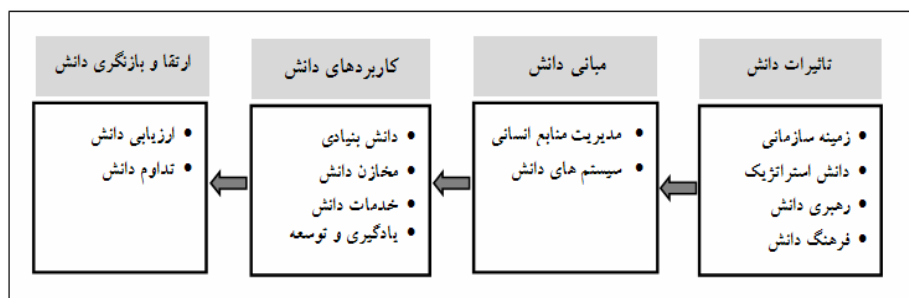 تاثیرات دانش
• زمینه سازمانی
• دانش استراتژیک
• رهبری دانش
• فرهنگ دانش
مبانی دانش
• مدیریت منابع انسانی
• سیستم های دانش
کاربردهای دانش
• دانش بنیادی
• مخازن دانش
• خدمات دانش
• یادگیری و توسعه
ارتقا و بازنگری دانش
• ارزیابی دانش
• تداوم دانش